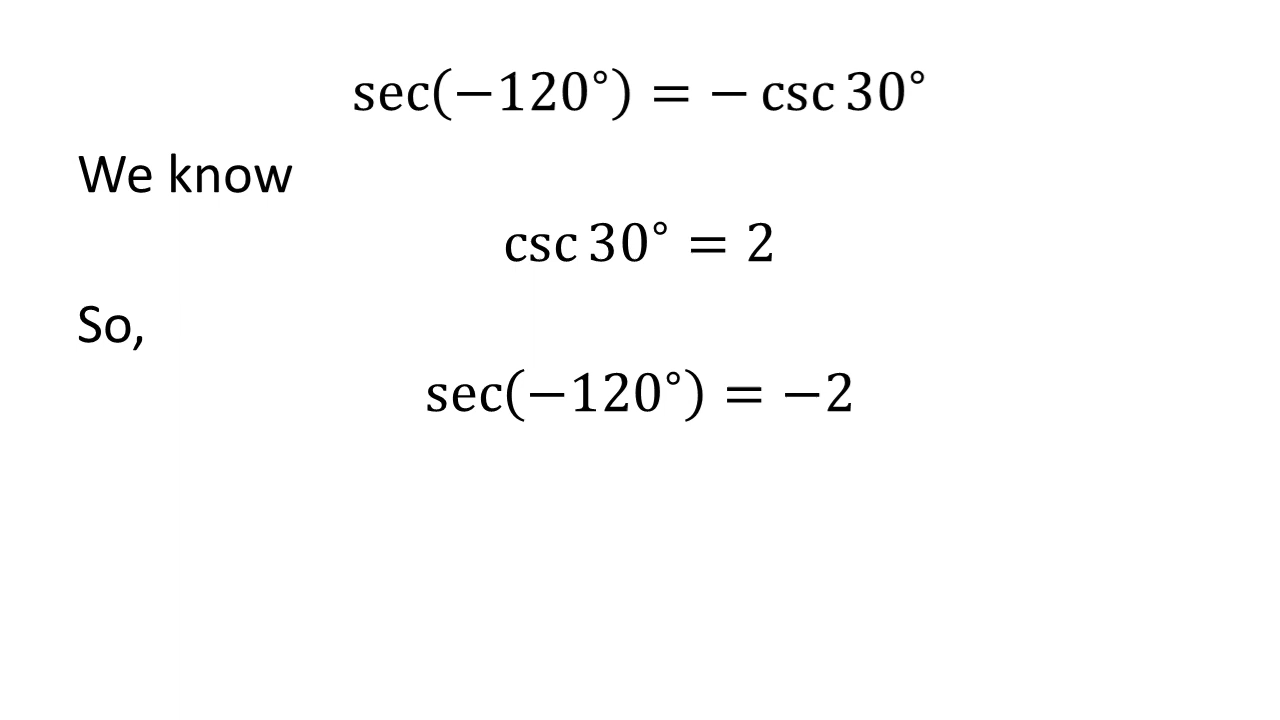 sec(−120°) = − csc 30°
We know
csc 30° = 2
So,
sec(−120°) = −2